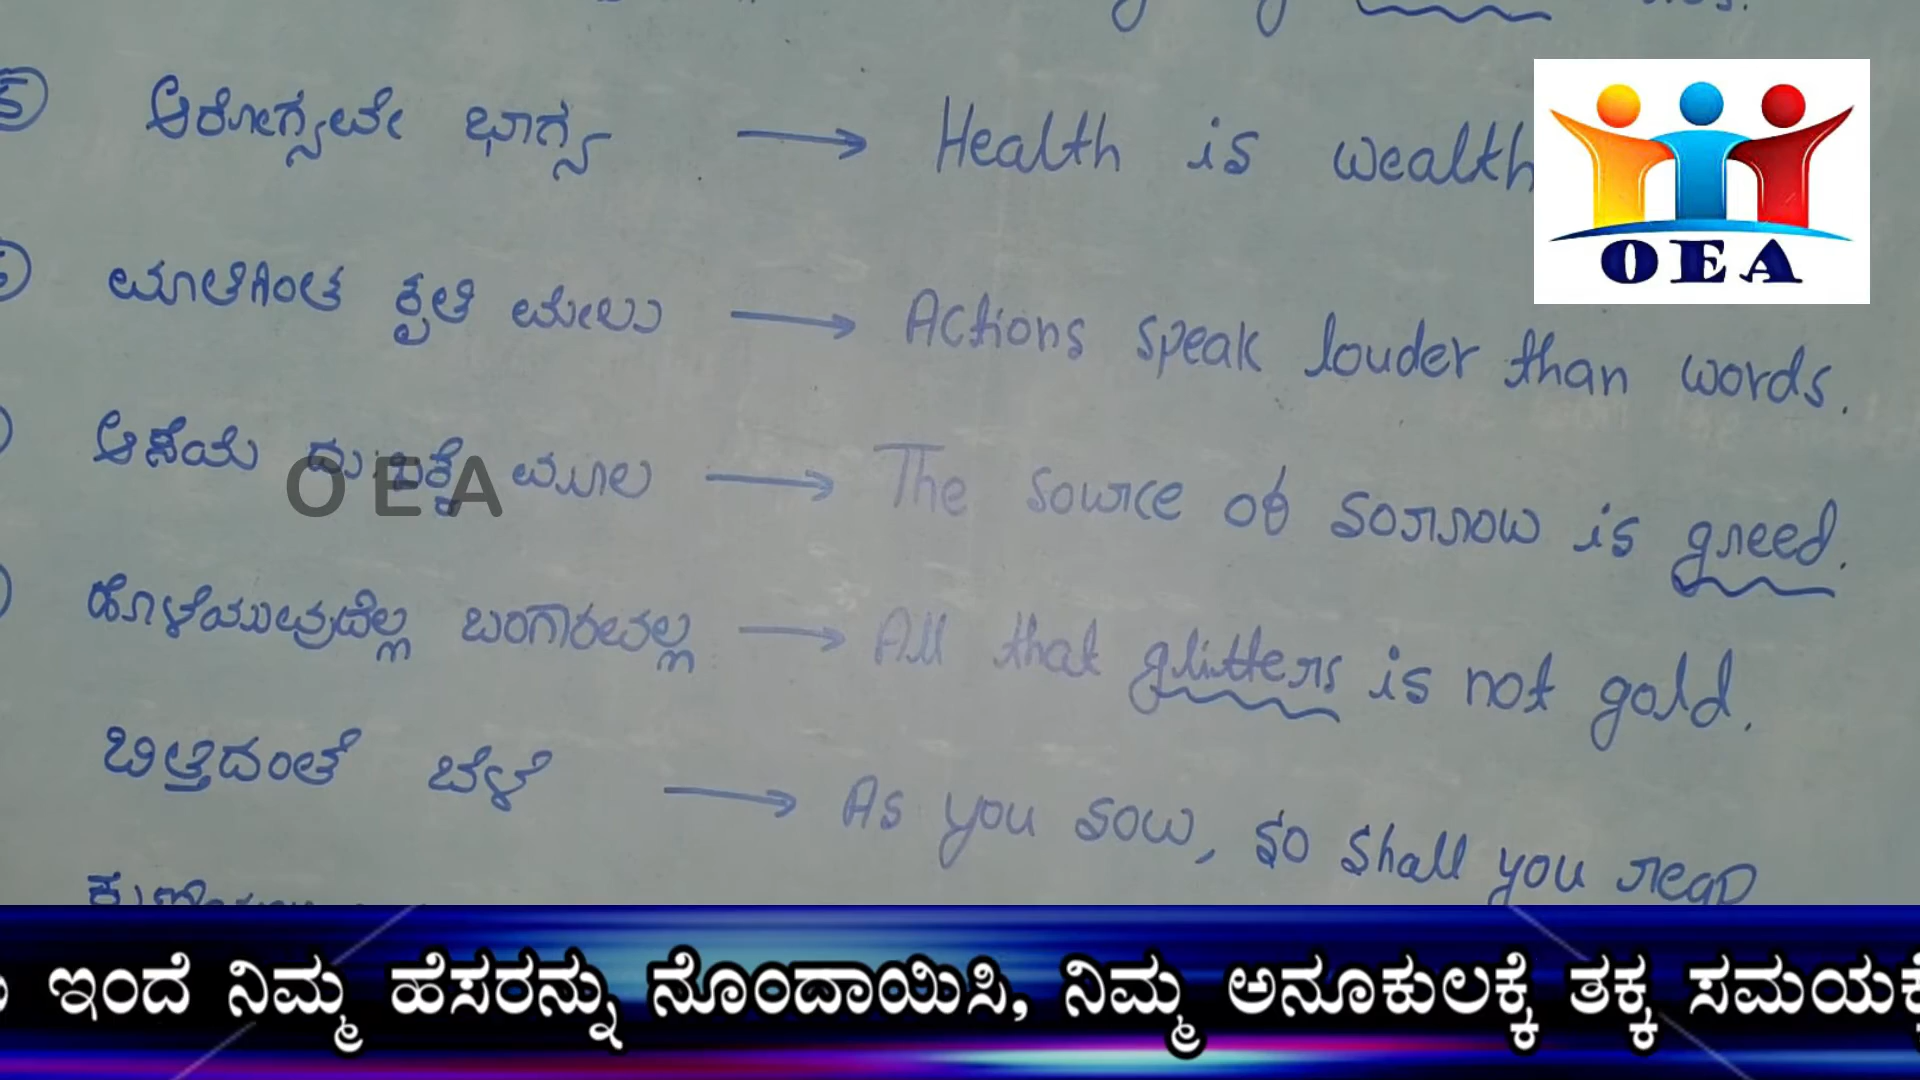 5 ಆರೋಗ್ಯವೇ ಭಾಗ್ಯ → Health is wealth
OEA
ಮಾತಿಗಿಂತ ಕೃತಿ ಮೇಲು → Actions speak louder than words.
ಆಸೆಯೆ ಮೂಲ → The source of sorrow is greed.
OEA
ಹೊಳೆಯುವುದೆಲ್ಲ ಬಂಗಾರವಲ್ಲ → All that glitters is not gold.
ಬಿತ್ತಿದಂತೆ ಬೆಳೆ → As you sow, so shall you reap
ಇಂದೆ ನಿಮ್ಮ ಹೆಸರನ್ನು ನೊಂದಾಯಿಸಿ, ನಿಮ್ಮ ಅನೂಕುಲಕ್ಕೆ ತಕ್ಕ ಸಮಯಕ್ಕೆ